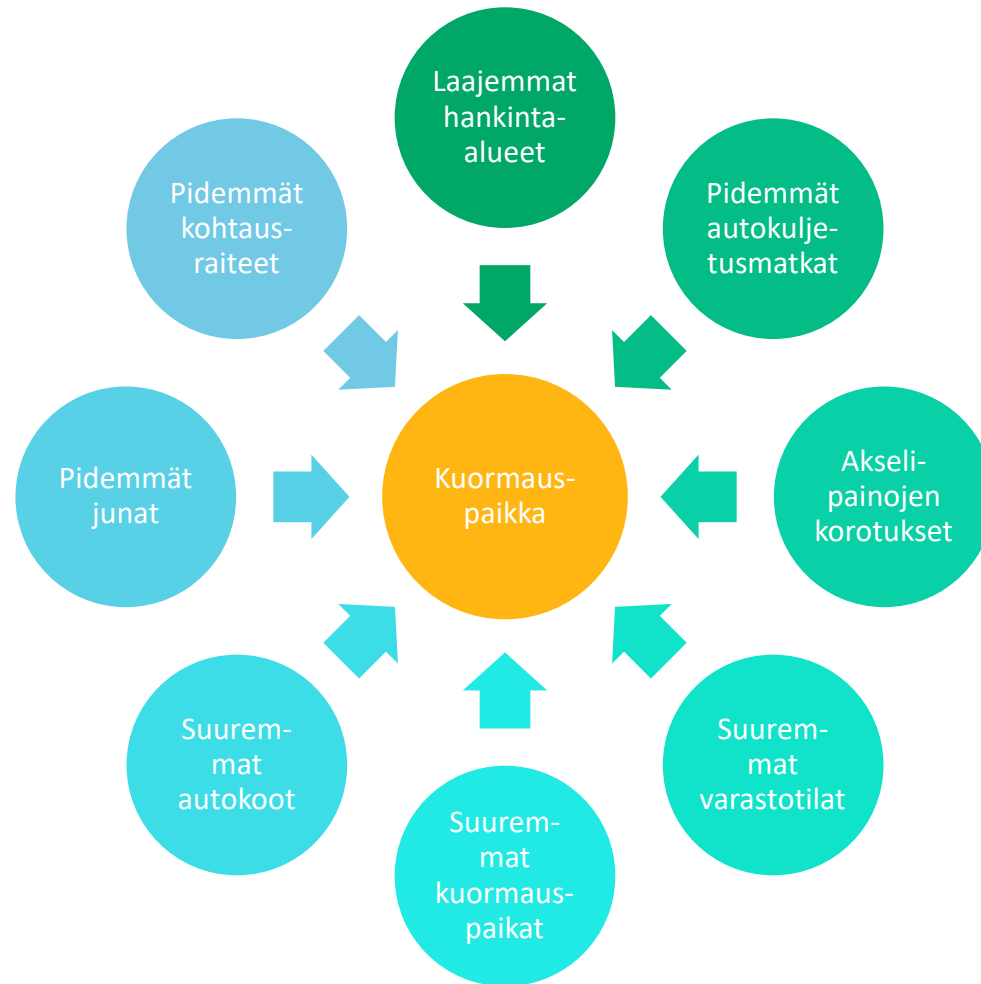 Laajemmat
hankinta-
alueet
Pidemmät
autokulje-
tusmatkat
Akseli-
painojen
korotukset
Suurem-
mat
varastotilat
Suurem-
mat
kuormaus-
paikat
Suurem-
mat
autokoot
Pidemmät
junat
Pidemmät
kohtaus-
raiteet
Kuormaus-
paikka